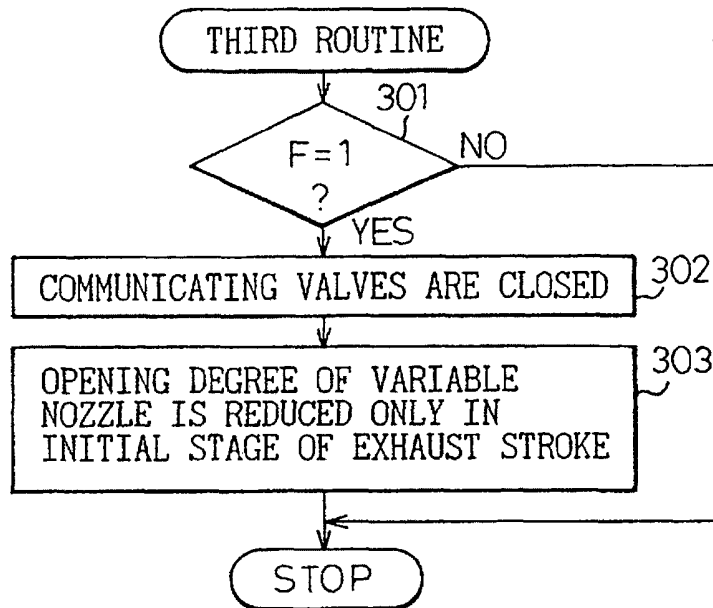 THIRD ROUTINE
301
F=1
?
NO
YES
COMMUNICATING VALVES ARE CLOSED
302
OPENING DEGREE OF VARIABLE
NOZZLE IS REDUCED ONLY IN
INITIAL STAGE OF EXHAUST STROKE
303
STOP